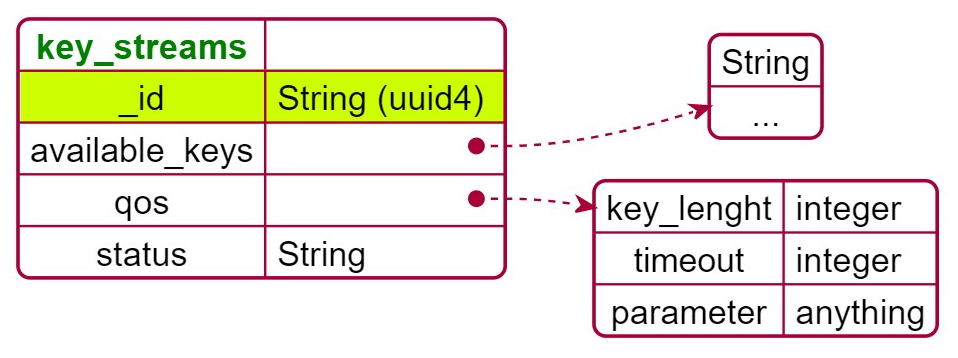 key_streams
_id String (uuid4)
available_keys
qos
status String
String
...
key_lenght integer
timeout integer
parameter anything